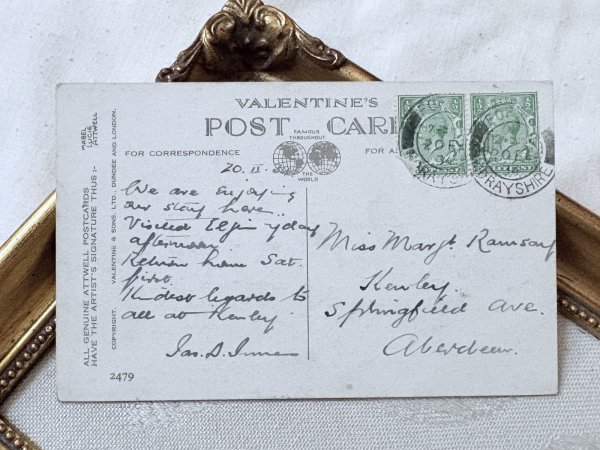 VALENTINE'S
POST CARD
FAMOUS
THROUGHOUT
THE
WORLD
FOR CORRESPONDENCE
FOR A
20.II.
We are enjoying
our stay here.
Visited Elgin yday
afternoon.
Return home Sat.
first.
Kindest regards to
all at Kenley.
Jas. D. Innes
2479
Miss Margt. Ramsay
Kenley.
Springfield Ave.
Aberdeen.
MABEL
LUCIE
ATTWELL
ALL GENUINE ATTWELL POSTCARDS
HAVE THE ARTIST'S SIGNATURE THUS :-
COPYRIGHT. VALENTINE & SONS, LTD., DUNDEE AND LONDON.
ORAYSHIRE